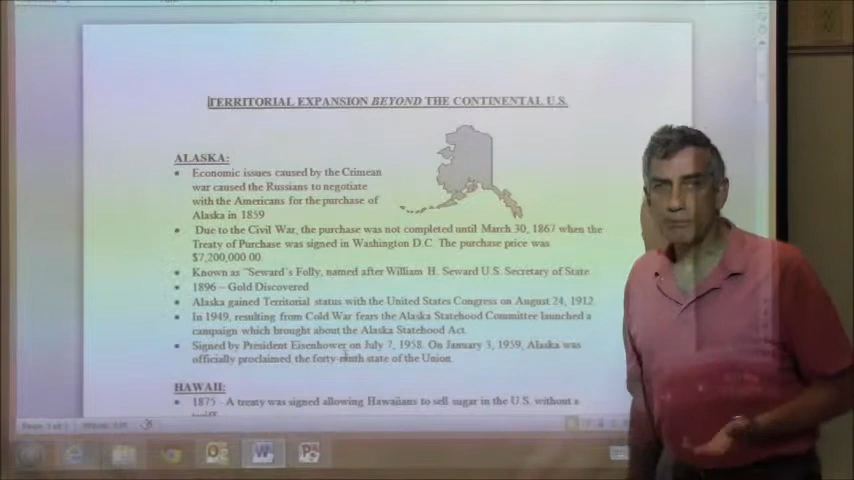 TERRITORIAL EXPANSION BEYOND THE CONTINENTAL U.S.
ALASKA:
• Economic issues caused by the Crimean
war caused the Russians to negotiate
with the Americans for the purchase of
Alaska in 1859
• Due to the Civil War, the purchase was not completed until March 30, 1867 when the
Treaty of Purchase was signed in Washington D.C. The purchase price was
$7,200,000.00
• Known as "Seward's Folly, named after William H. Seward U.S. Secretary of State
• 1896 – Gold Discovered
• Alaska gained Territorial status with the United States Congress on August 24, 1912
• In 1949, resulting from Cold War fears the Alaska Statehood Committee launched a
campaign which brought about the Alaska Statehood Act.
• Signed by President Eisenhower on July 7, 1958. On January 3, 1959, Alaska was
officially proclaimed the forty-ninth state of the Union.
HAWAII:
• 1875 - A treaty was signed allowing Hawaiians to sell sugar in the U.S. without a